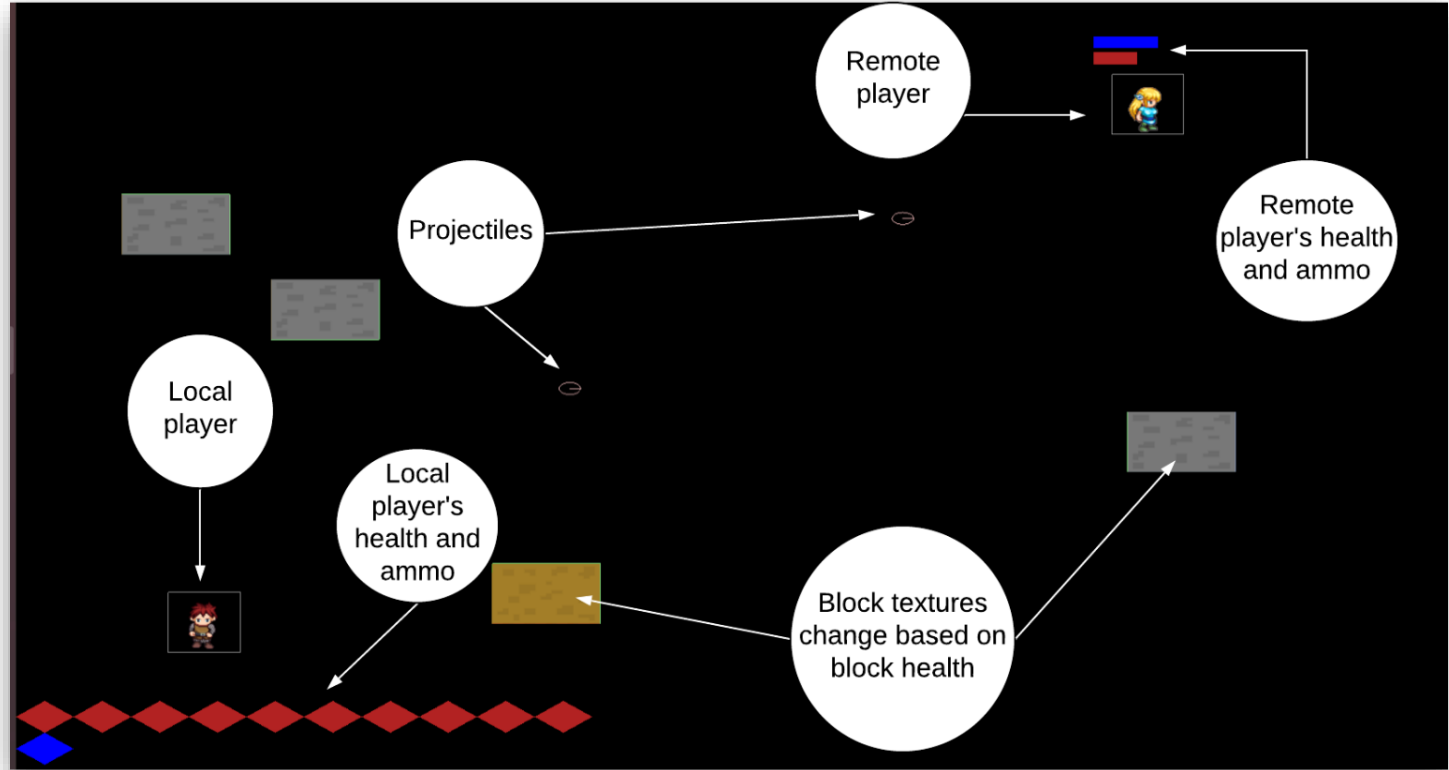 Remote
player
Projectiles
Remote
player's health
and ammo
Local
player
Local
player's
health and
ammo
Block textures
change based on
block health